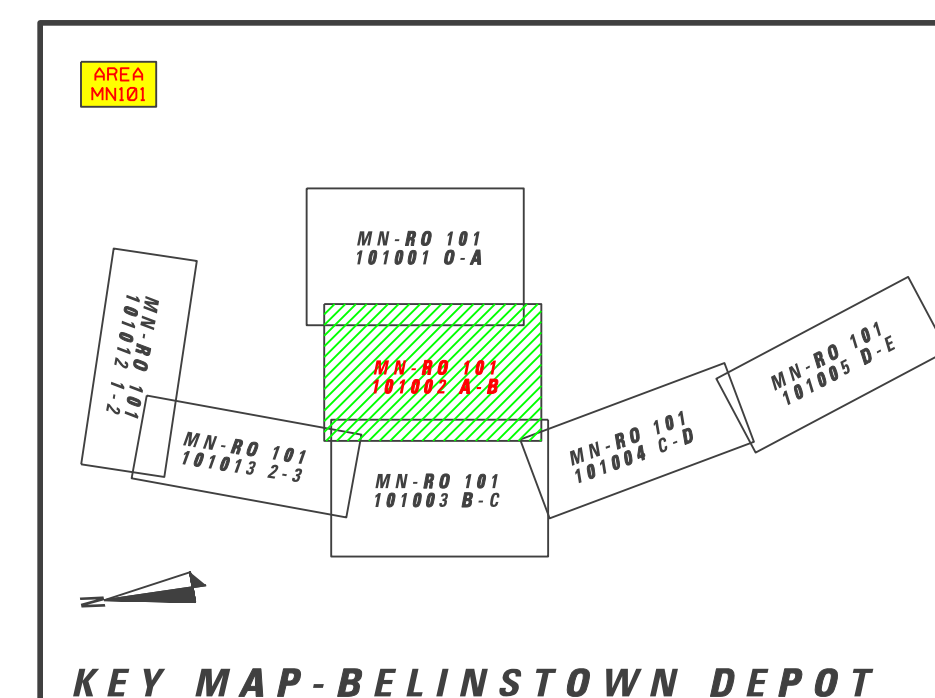 AREA
MN101
MN-RO 101
101001 O-A
MN-RO 101
101012 1-2
MN-RO 101
101002 A-B
MN-RO 101
101005 D-E
MN-RO 101
101013 2-3
MN-RO 101
101003 B-C
MN-RO 101
101004 C-D
N
KEY MAP-BELINSTOWN DEPOT